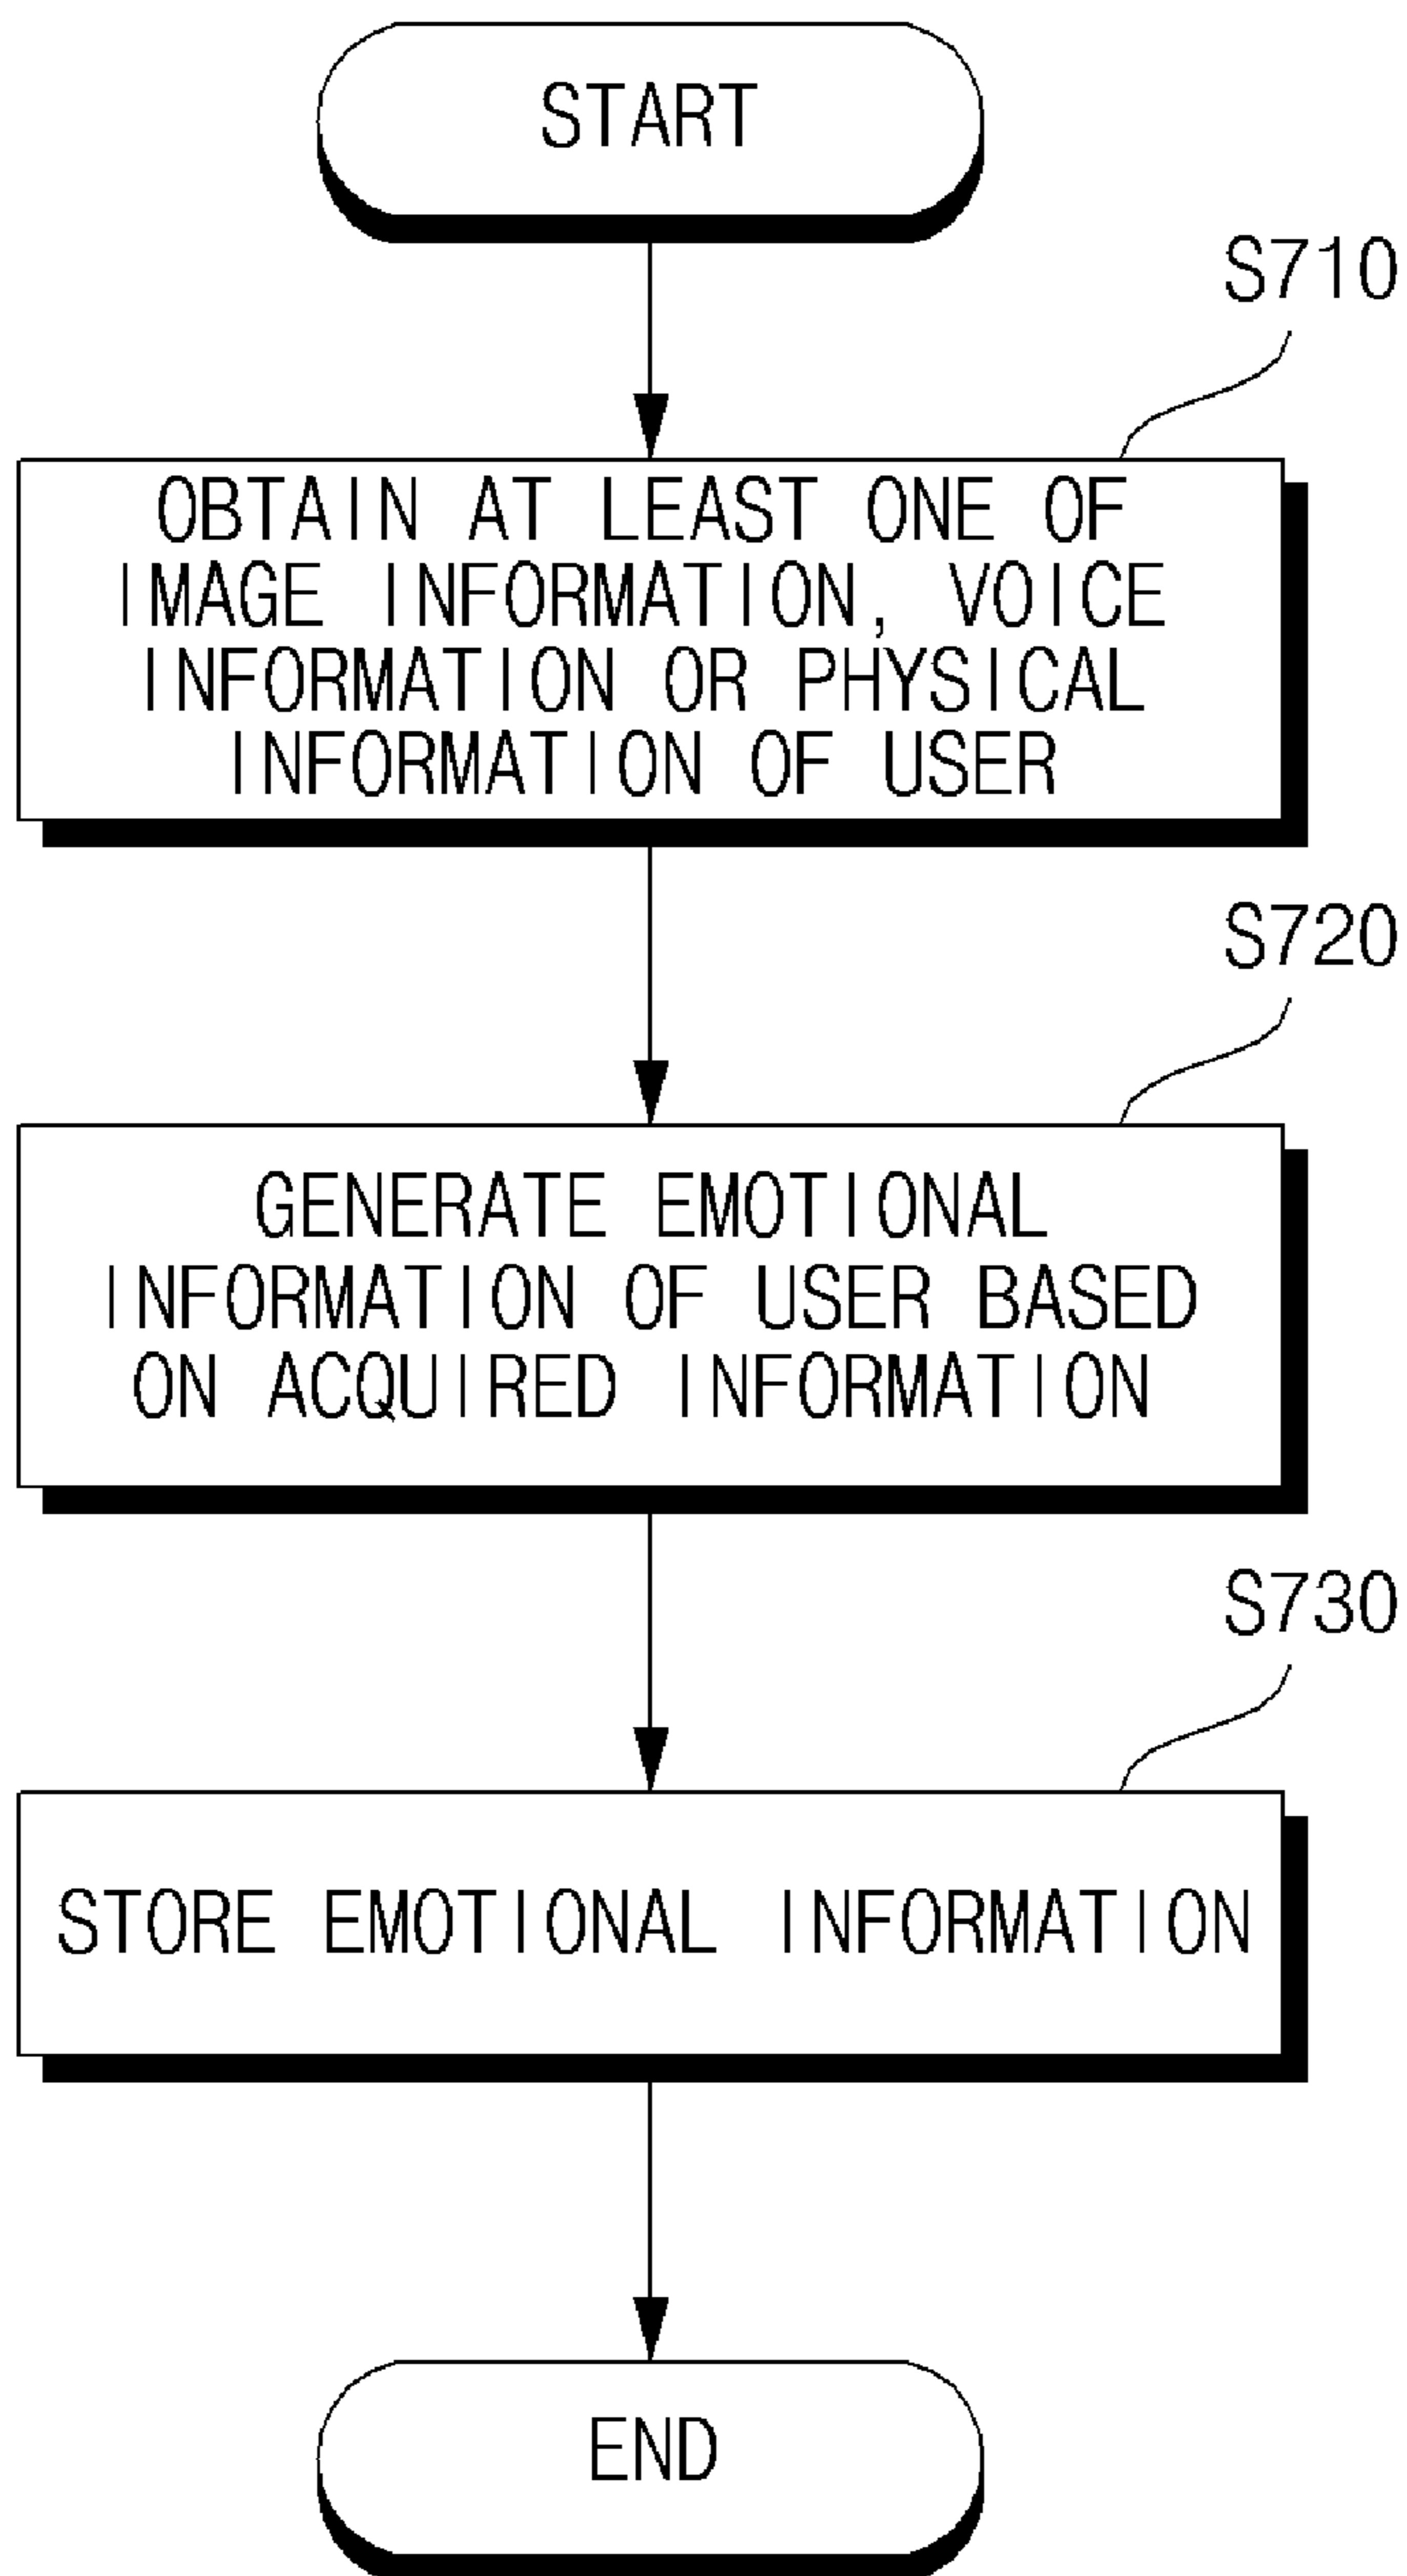 START
S710
OBTAIN AT LEAST ONE OF
IMAGE INFORMATION, VOICE
INFORMATION OR PHYSICAL
INFORMATION OF USER
S720
GENERATE EMOTIONAL
INFORMATION OF USER BASED
ON ACQUIRED INFORMATION
S730
STORE EMOTIONAL INFORMATION
END